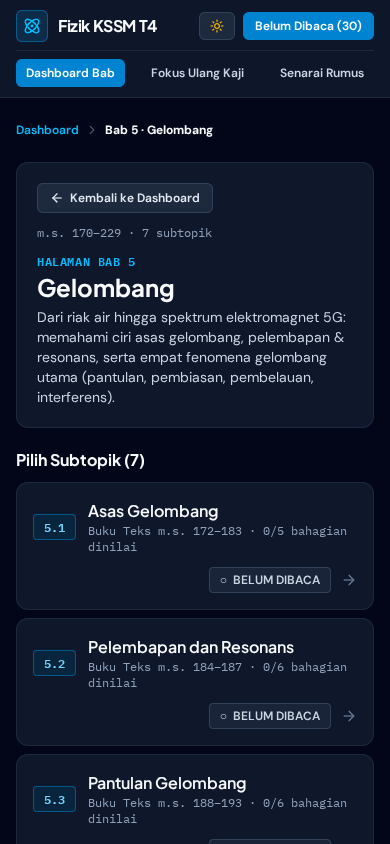 Fizik KSSM T4
Belum Dibaca (30)
Dashboard Bab
Fokus Ulang Kaji
Senarai Rumus
Dashboard
Bab 5 · Gelombang
← Kembali ke Dashboard
m.s. 170–229 · 7 subtopik
HALAMAN BAB 5
Gelombang
Dari riak air hingga spektrum elektromagnet 5G:
memahami ciri asas gelombang, pelembapan &
resonans, serta empat fenomena gelombang
utama (pantulan, pembiasan, pembelauan,
interferens).
Pilih Subtopik (7)
5.1
Asas Gelombang
Buku Teks m.s. 172–183 · 0/5 bahagian
dinilai
○ BELUM DIBACA →
5.2
Pelembapan dan Resonans
Buku Teks m.s. 184–187 · 0/6 bahagian
dinilai
○ BELUM DIBACA →
5.3
Pantulan Gelombang
Buku Teks m.s. 188–193 · 0/6 bahagian
dinilai